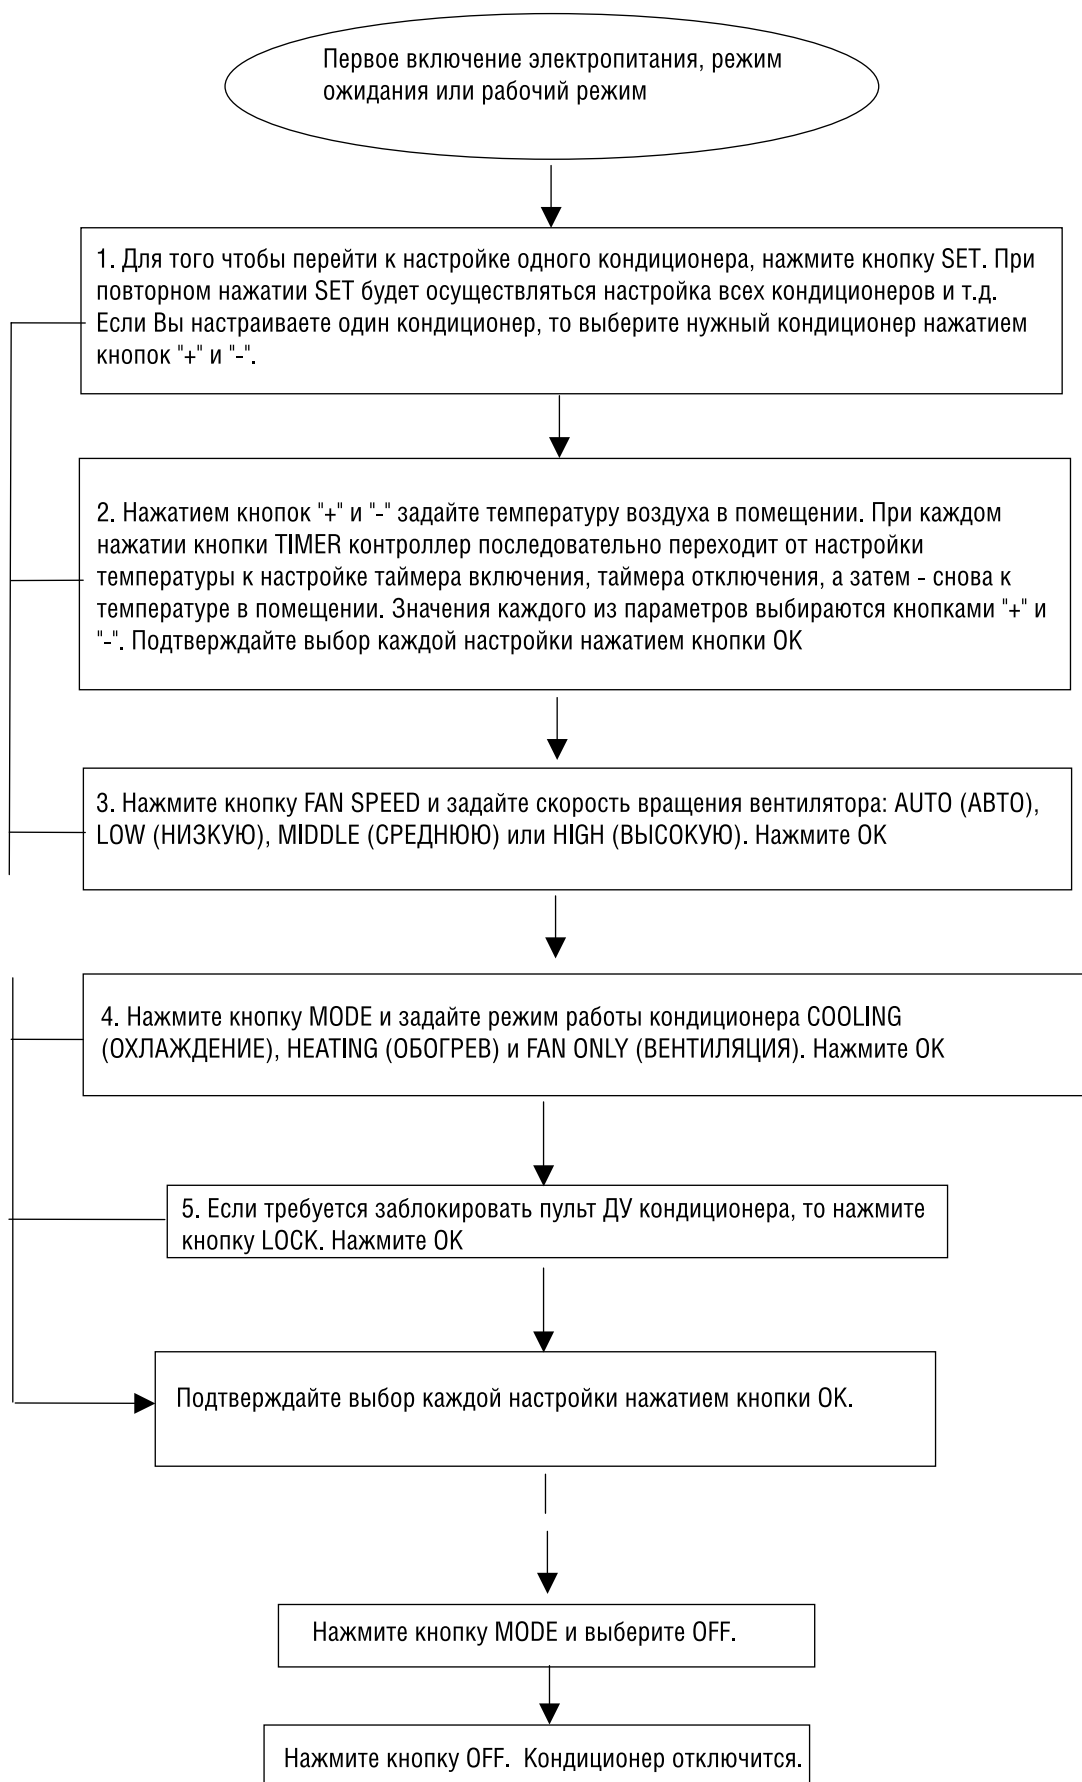 Первое включение электропитания, режим
ожидания или рабочий режим
1. Для того чтобы перейти к настройке одного кондиционера, нажмите кнопку SET. При
повторном нажатии SET будет осуществляться настройка всех кондиционеров и т.д.
Если Вы настраиваете один кондиционер, то выберите нужный кондиционер нажатием
кнопок "+" и "-".
2. Нажатием кнопок "+" и "-" задайте температуру воздуха в помещении. При каждом
нажатии кнопки TIMER контроллер последовательно переходит от настройки
температуры к настройке таймера включения, таймера отключения, а затем - снова к
температуре в помещении. Значения каждого из параметров выбираются кнопками "+" и
"-". Подтверждайте выбор каждой настройки нажатием кнопки OK
3. Нажмите кнопку FAN SPEED и задайте скорость вращения вентилятора: AUTO (АВТО),
LOW (НИЗКУЮ), MIDDLE (СРЕДНЮЮ) или HIGH (ВЫСОКУЮ). Нажмите OK
4. Нажмите кнопку MODE и задайте режим работы кондиционера COOLING
(ОХЛАЖДЕНИЕ), HEATING (ОБОГРЕВ) и FAN ONLY (ВЕНТИЛЯЦИЯ). Нажмите OK
5. Если требуется заблокировать пульт ДУ кондиционера, то нажмите
кнопку LOCK. Нажмите OK
Подтверждайте выбор каждой настройки нажатием кнопки OK.
Нажмите кнопку MODE и выберите OFF.
Нажмите кнопку OFF. Кондиционер отключится.